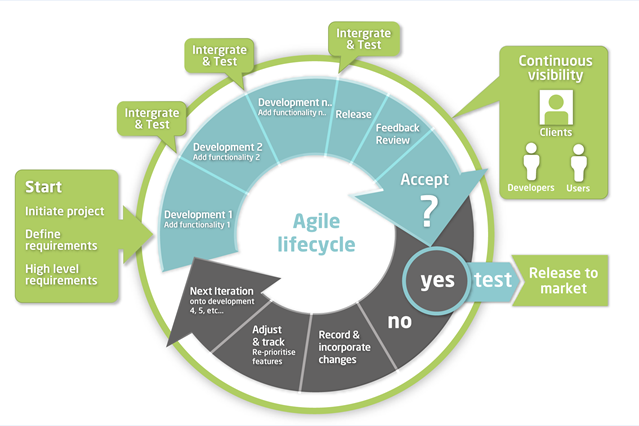 Start
Initiate project
Define
requirements
High level
requirements
Intergrate
& Test
Intergrate
& Test
Intergrate
& Test
Development 1
Add functionality 1
Development 2
Add functionality 2
Development n..
Add functionality n..
Release
Feedback
Review
Accept
?
Continuous
visibility
Clients
Developers
Users
Agile
lifecycle
yes
test
Release to
market
no
Record &
incorporate
changes
Adjust
& track
Re-prioritise
features
Next Iteration
onto development
4, 5, etc...